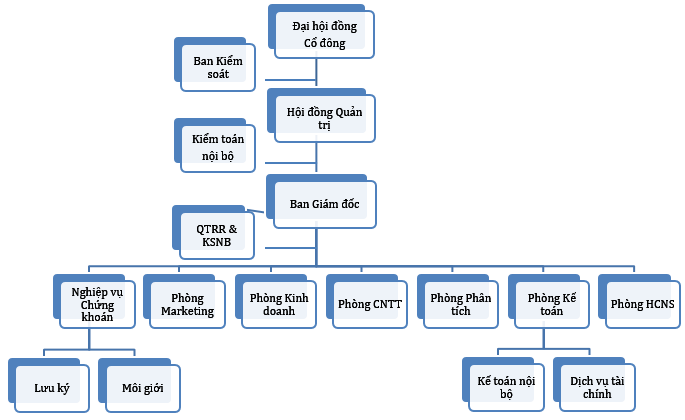 Đại hội đồng
Cổ đông
Ban Kiểm
soát
Hội đồng Quản
trị
Kiểm toán
nội bộ
Ban Giám đốc
QTRR &
KSNB
Nghiệp vụ
Chứng
khoán
Phòng
Marketing
Phòng Kinh
doanh
Phòng CNTT
Phòng Phân
tích
Phòng Kế
toán
Phòng HCNS
Lưu ký
Môi giới
Kế toán nội
bộ
Dịch vụ tài
chính